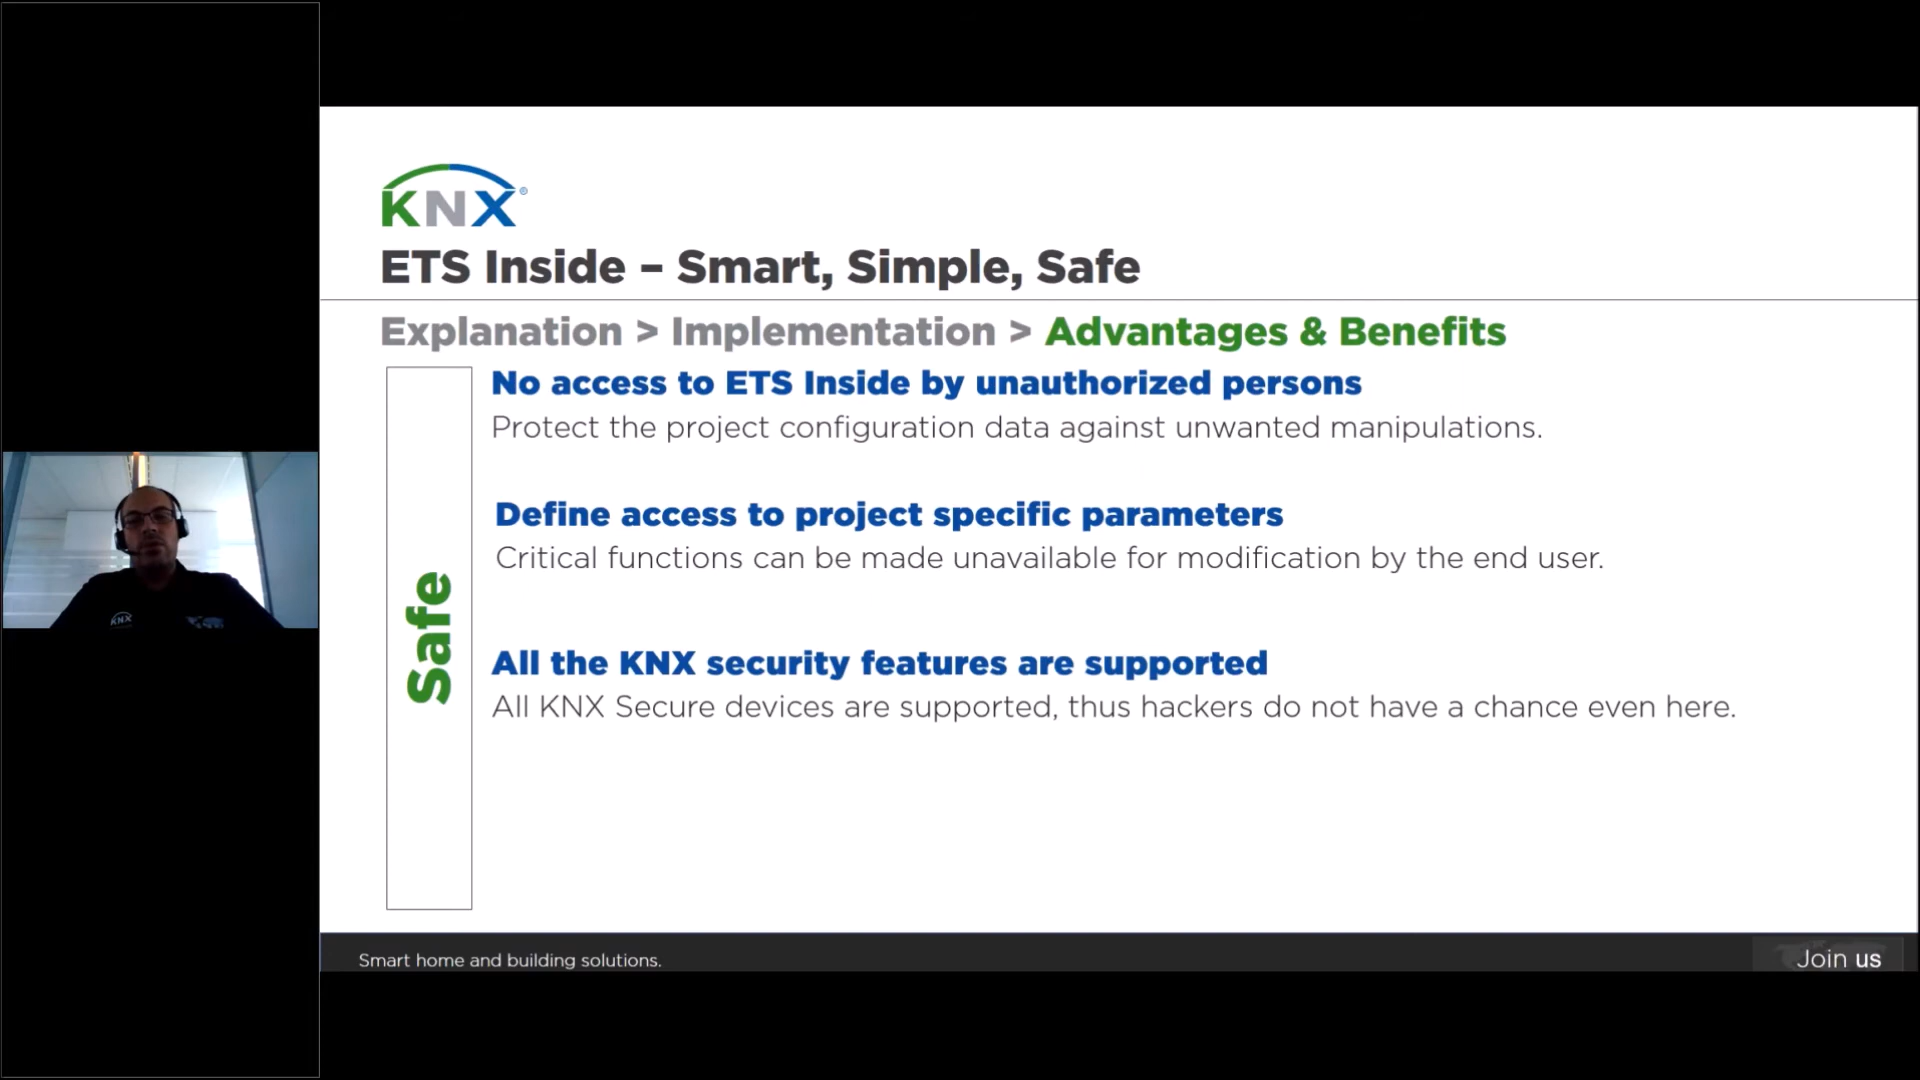 KNX®
ETS Inside – Smart, Simple, Safe
Explanation > Implementation > Advantages & Benefits
Safe
No access to ETS Inside by unauthorized persons
Protect the project configuration data against unwanted manipulations.
Define access to project specific parameters
Critical functions can be made unavailable for modification by the end user.
All the KNX security features are supported
All KNX Secure devices are supported, thus hackers do not have a chance even here.
KNX
Smart home and building solutions.
Join us